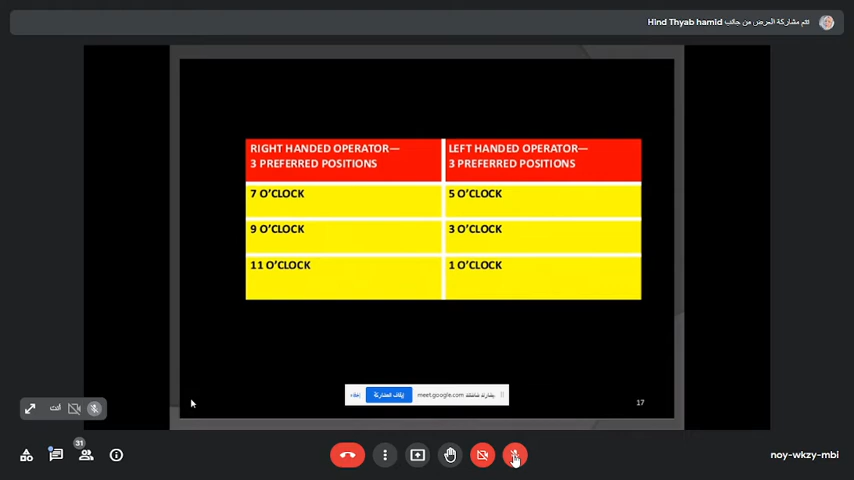 تتم مشاركة العرض من جانب Hind Thyab hamid
RIGHT HANDED OPERATOR—
3 PREFERRED POSITIONS
LEFT HANDED OPERATOR—
3 PREFERRED POSITIONS
7 O'CLOCK
5 O'CLOCK
9 O'CLOCK
3 O'CLOCK
11 O'CLOCK
1 O'CLOCK
إخفاء
إيقاف المشاركة
meet.google.com
17
أنت
31
noy-wkzy-mbi